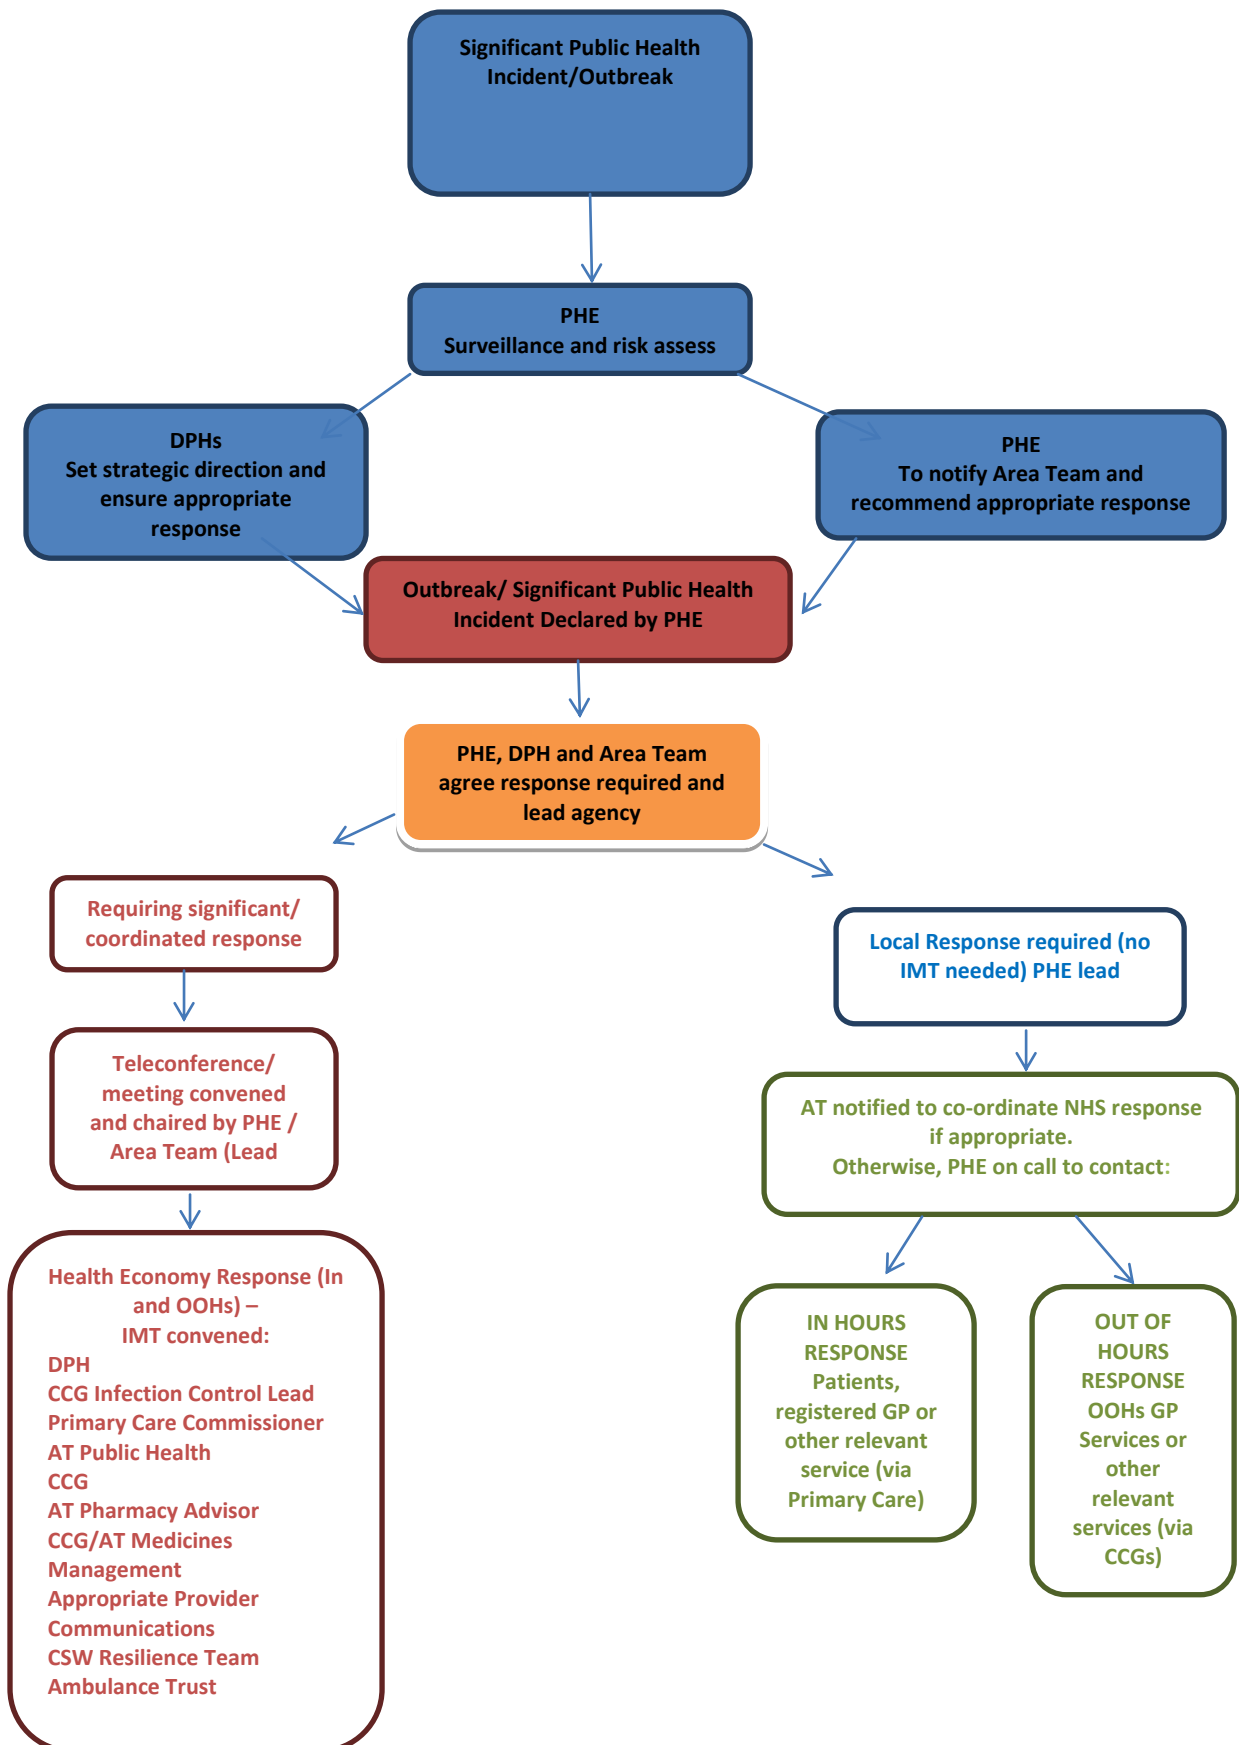 Significant Public Health
Incident/Outbreak
PHE
Surveillance and risk assess
DPHs
Set strategic direction and
ensure appropriate
response
PHE
To notify Area Team and
recommend appropriate response
Outbreak/ Significant Public Health
Incident Declared by PHE
PHE, DPH and Area Team
agree response required and
lead agency
Requiring significant/
coordinated response
Teleconference/
meeting convened
and chaired by PHE /
Area Team (Lead
Health Economy Response (In
and OOHs) –
IMT convened:
DPH
CCG Infection Control Lead
Primary Care Commissioner
AT Public Health
CCG
AT Pharmacy Advisor
CCG/AT Medicines
Management
Appropriate Provider
Communications
CSW Resilience Team
Ambulance Trust
Local Response required (no
IMT needed) PHE lead
AT notified to co-ordinate NHS response
if appropriate.
Otherwise, PHE on call to contact:
IN HOURS
RESPONSE
Patients,
registered GP or
other relevant
service (via
Primary Care)
OUT OF
HOURS
RESPONSE
OOHs GP
Services or
other
relevant
services (via
CCGs)